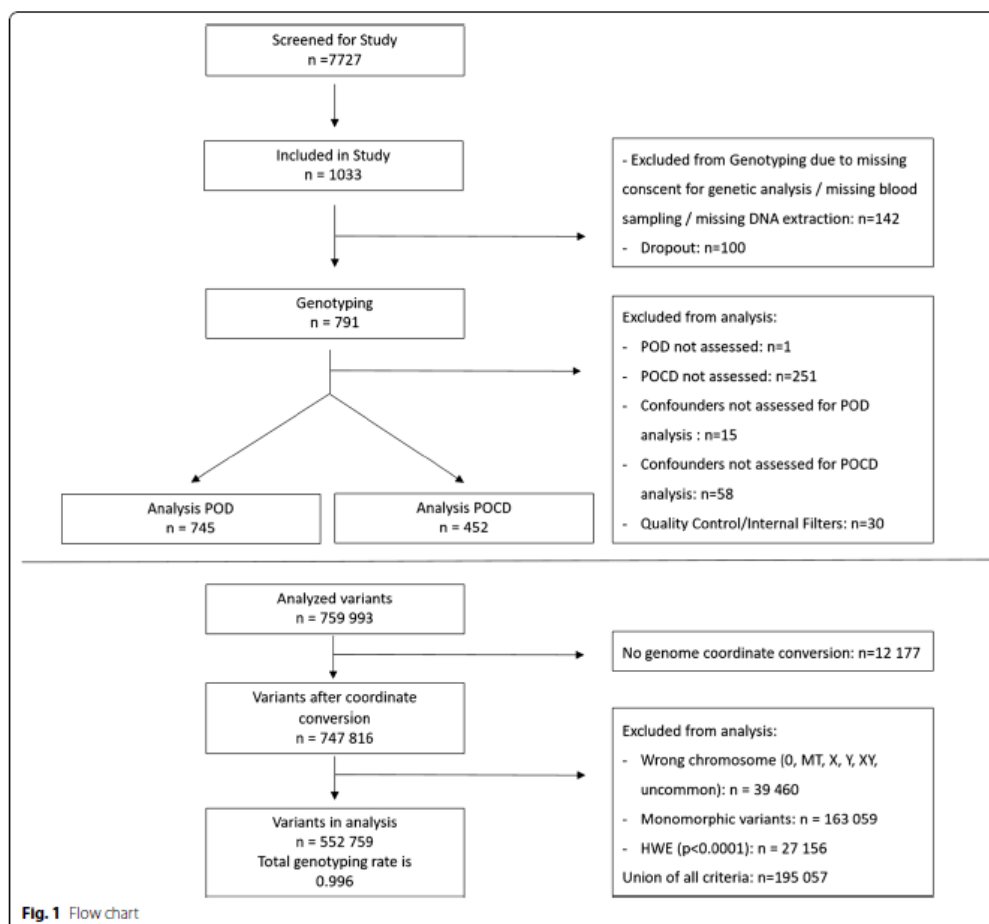 Screened for Study
n =7727
Included in Study
n = 1033
- Excluded from Genotyping due to missing
conscent for genetic analysis / missing blood
sampling / missing DNA extraction: n=142
- Dropout: n=100
Genotyping
n = 791
Excluded from analysis:
- POD not assessed: n=1
- POCD not assessed: n=251
- Confounders not assessed for POD
analysis : n=15
- Confounders not assessed for POCD
analysis: n=58
- Quality Control/Internal Filters: n=30
Analysis POD
n = 745
Analysis POCD
n = 452
Analyzed variants
n = 759 993
No genome coordinate conversion: n=12 177
Variants after coordinate
conversion
n = 747 816
Excluded from analysis:
- Wrong chromosome (0, MT, X, Y, XY,
uncommon): n = 39 460
- Monomorphic variants: n = 163 059
- HWE (p<0.0001): n = 27 156
Union of all criteria: n=195 057
Variants in analysis
n = 552 759
Total genotyping rate is
0.996
Fig. 1 Flow chart